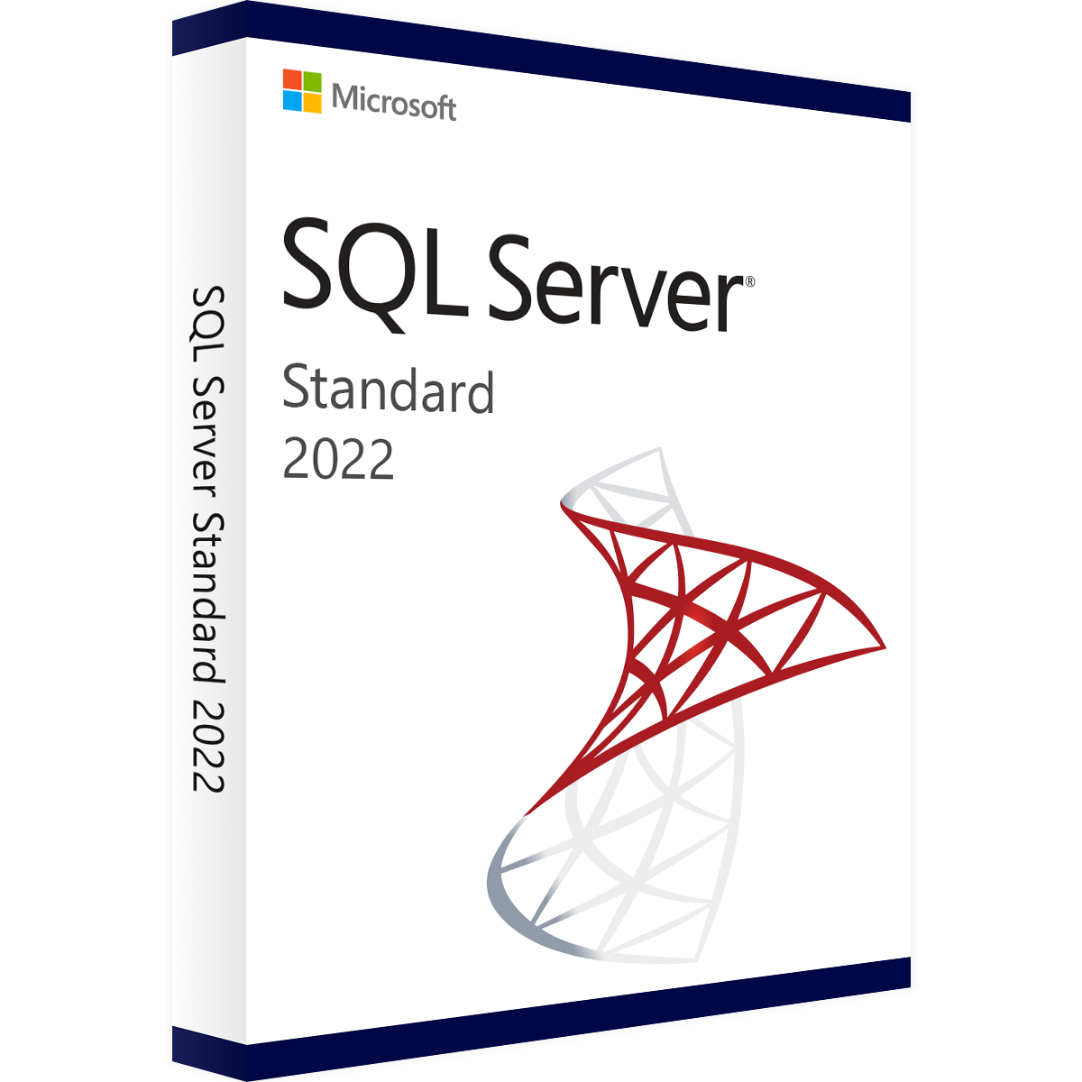 Microsoft
SQL Server®
Standard
2022
SQL Server Standard 2022